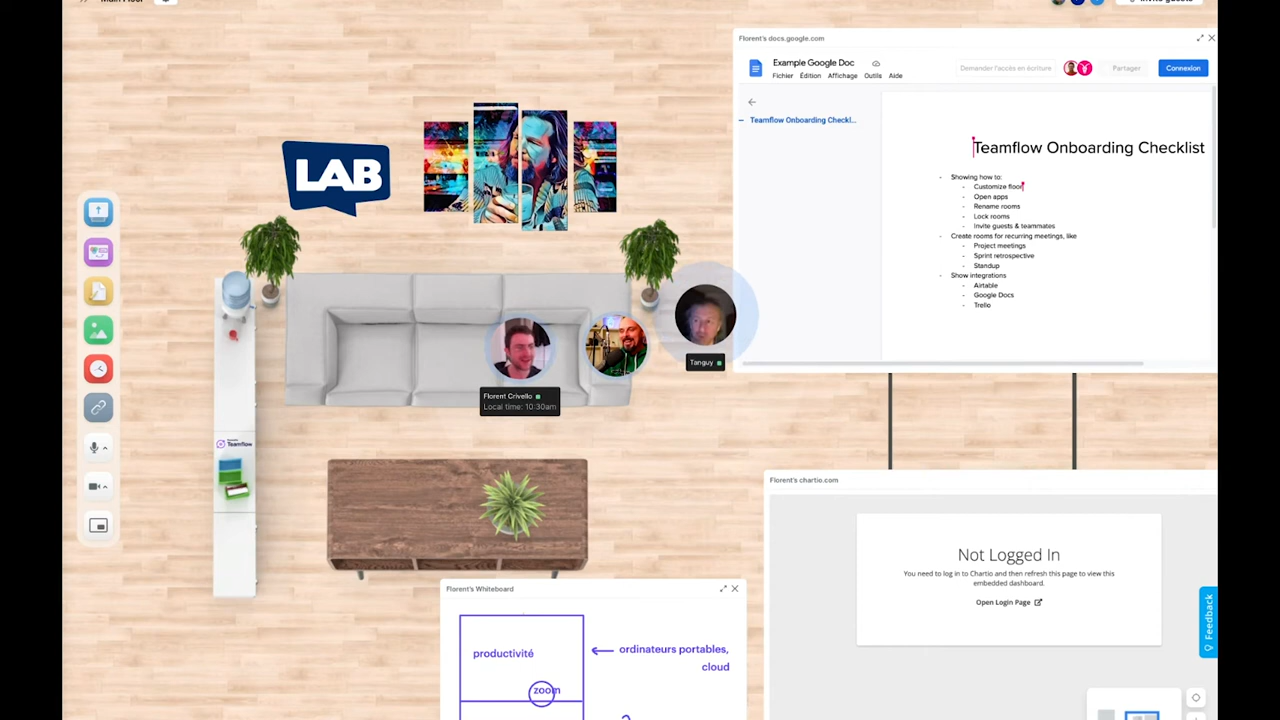 Main Floor
Invite guests
Florent's docs.google.com
Example Google Doc
Fichier Édition Affichage Outils Aide
Demander l'accès en écriture
Partager
Connexion
Teamflow Onboarding Checkl...
Teamflow Onboarding Checklist
- Showing how to:
- Customize floor
- Open apps
- Rename rooms
- Lock rooms
- Invite guests & teammates
- Create rooms for recurring meetings, like
- Project meetings
- Sprint retrospective
- Standup
- Show integrations
- Airtable
- Google Docs
- Trello
LAB
Tanguy
Florent Crivello
Local time: 10:30am
Teamflow
Florent's chartio.com
Not Logged In
You need to log in to Chartio and then refresh this page to view this
embedded dashboard.
Open Login Page
Feedback
Florent's Whiteboard
productivité
ordinateurs portables,
cloud
zoom
?